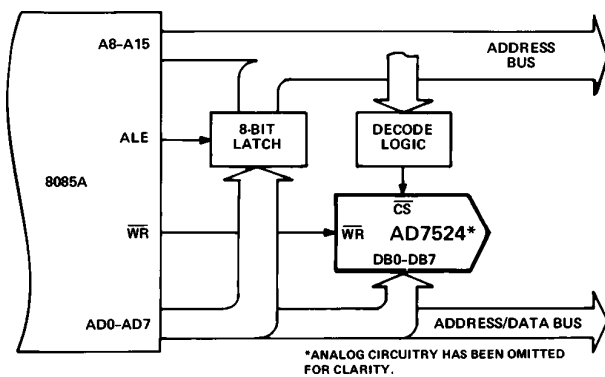 A8–A15
ADDRESS
BUS
ALE
8-BIT
LATCH
DECODE
LOGIC
8085A
CS
WR
WR
AD7524*
DB0–DB7
AD0–AD7
ADDRESS/DATA BUS
*ANALOG CIRCUITRY HAS BEEN OMITTED
FOR CLARITY.